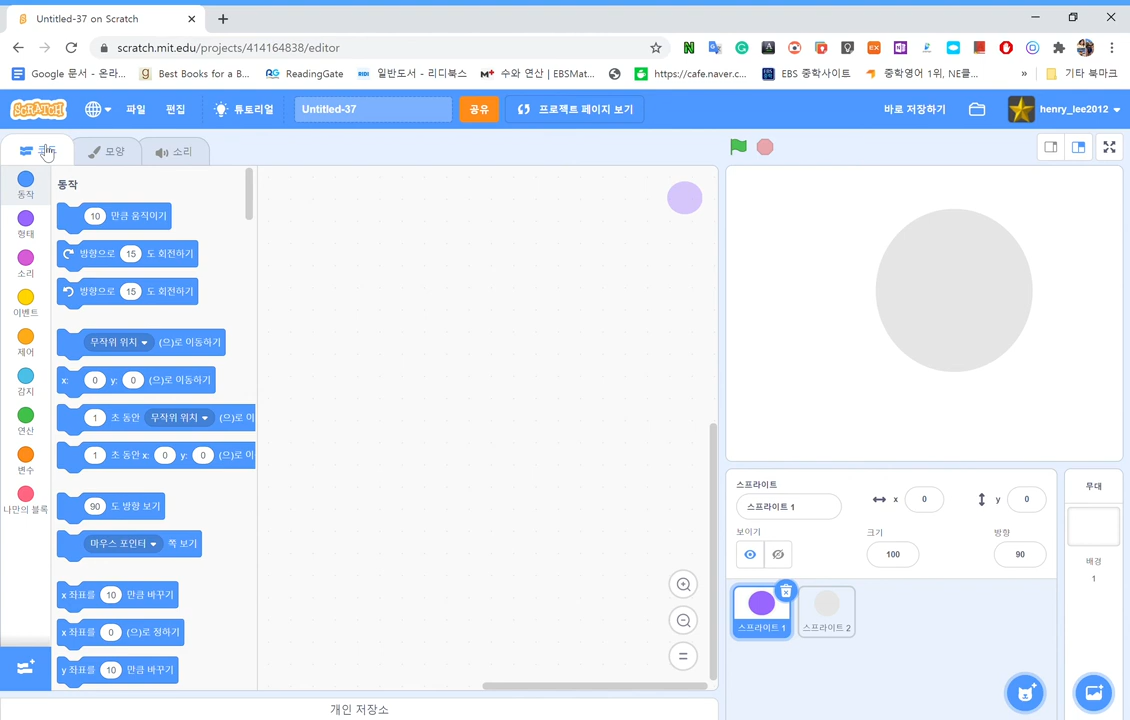 Untitled-37 on Scratch
scratch.mit.edu/projects/414164838/editor
Google 문서 - 온라...
Best Books for a B...
ReadingGate
일반도서 - 리디북스
수와 연산 | EBSMat...
https://cafe.naver.c...
EBS 중학사이트
중학영어 1위, NE클...
»
기타 북마크
SCRATCH
파일
편집
튜토리얼
Untitled-37
공유
프로젝트 페이지 보기
바로 저장하기
henry_lee2012
모양
소리
동작
형태
소리
이벤트
제어
감지
연산
변수
나만의 블록
동작
10 만큼 움직이기
방향으로 15 도 회전하기
방향으로 15 도 회전하기
무작위 위치 (으)로 이동하기
x: 0 y: 0 (으)로 이동하기
1 초 동안 무작위 위치 (으)로 이
1 초 동안 x: 0 y: 0 (으)로 이
90 도 방향 보기
마우스 포인터 쪽 보기
x 좌표를 10 만큼 바꾸기
x 좌표를 0 (으)로 정하기
y 좌표를 10 만큼 바꾸기
개인 저장소
스프라이트
스프라이트 1
x 0
y 0
보이기
크기
100
방향
90
스프라이트 1
스프라이트 2
무대
배경
1